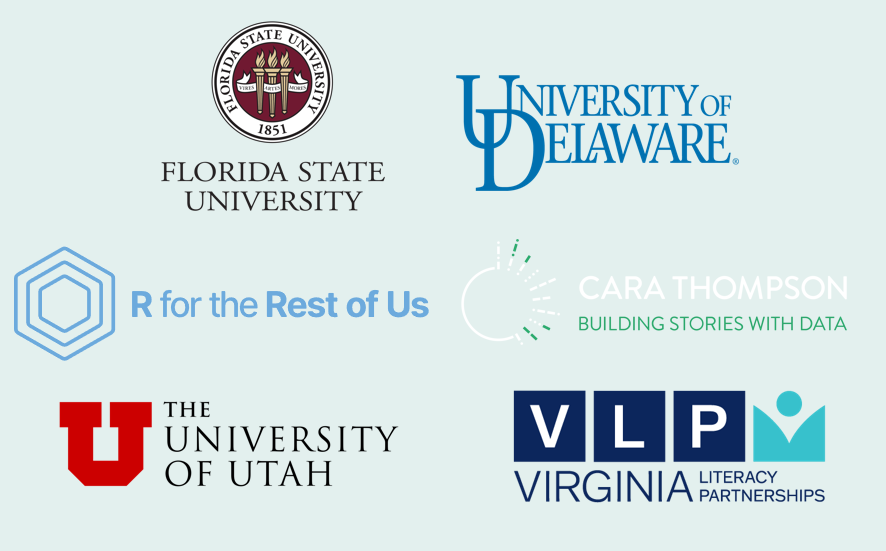 FLORIDA STATE UNIVERSITY
VIRES ARTES MORES
1851
FLORIDA STATE
UNIVERSITY
UNIVERSITY OF
DELAWARE®
R for the Rest of Us
CARA THOMPSON
BUILDING STORIES WITH DATA
THE
UNIVERSITY
OF UTAH
VLP
VIRGINIA LITERACY
PARTNERSHIPS